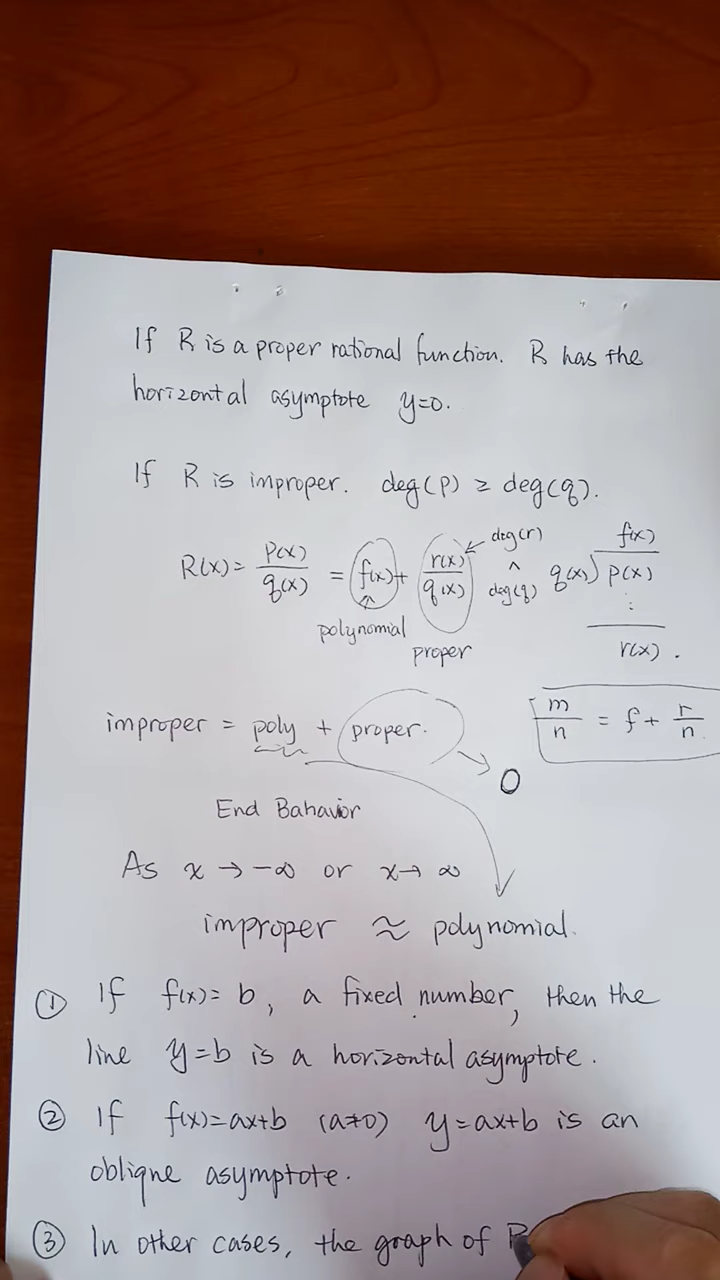 If R is a proper rational function. R has the
horizontal asymptote y=0.
If R is improper. deg(p) ≥ deg(q).
R(x) = p(x)/q(x) = f(x) + r(x)/q(x)
deg(r)
^
deg(q)
polynomial
proper
f(x)
q(x) ) p(x)
⋮
r(x).
improper = poly + proper.
→ 0
m/n = f + r/n
End Bahavior
As x → -∞ or x → ∞
improper ≈ polynomial.
① If f(x) = b, a fixed number, then the
line y=b is a horizontal asymptote.
② If f(x)=ax+b (a≠0) y=ax+b is an
oblique asymptote.
③ In other cases, the graph of